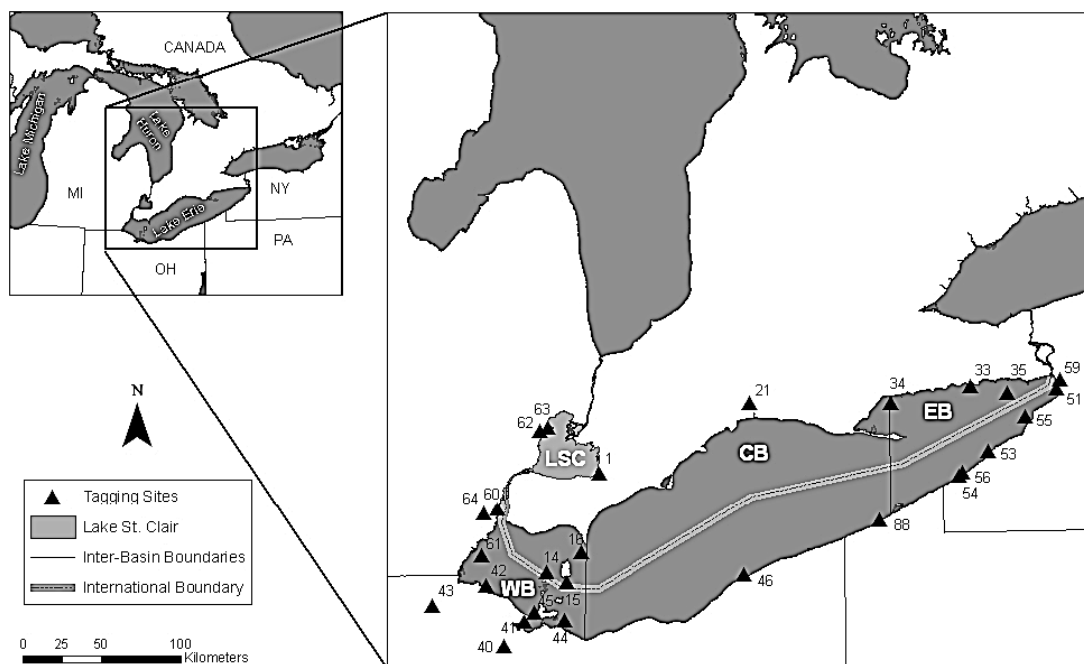 CANADA
Lake Michigan
Lake Huron
MI
NY
Lake Erie
PA
OH
N
Tagging Sites
Lake St. Clair
Inter-Basin Boundaries
International Boundary
0 25 50 100
Kilometers
33
35
59
21
34
51
63
EB
55
62
CB
LSC
1
53
56
54
64
60
88
16
61
14
42
46
WB
15
43
45
41
44
40